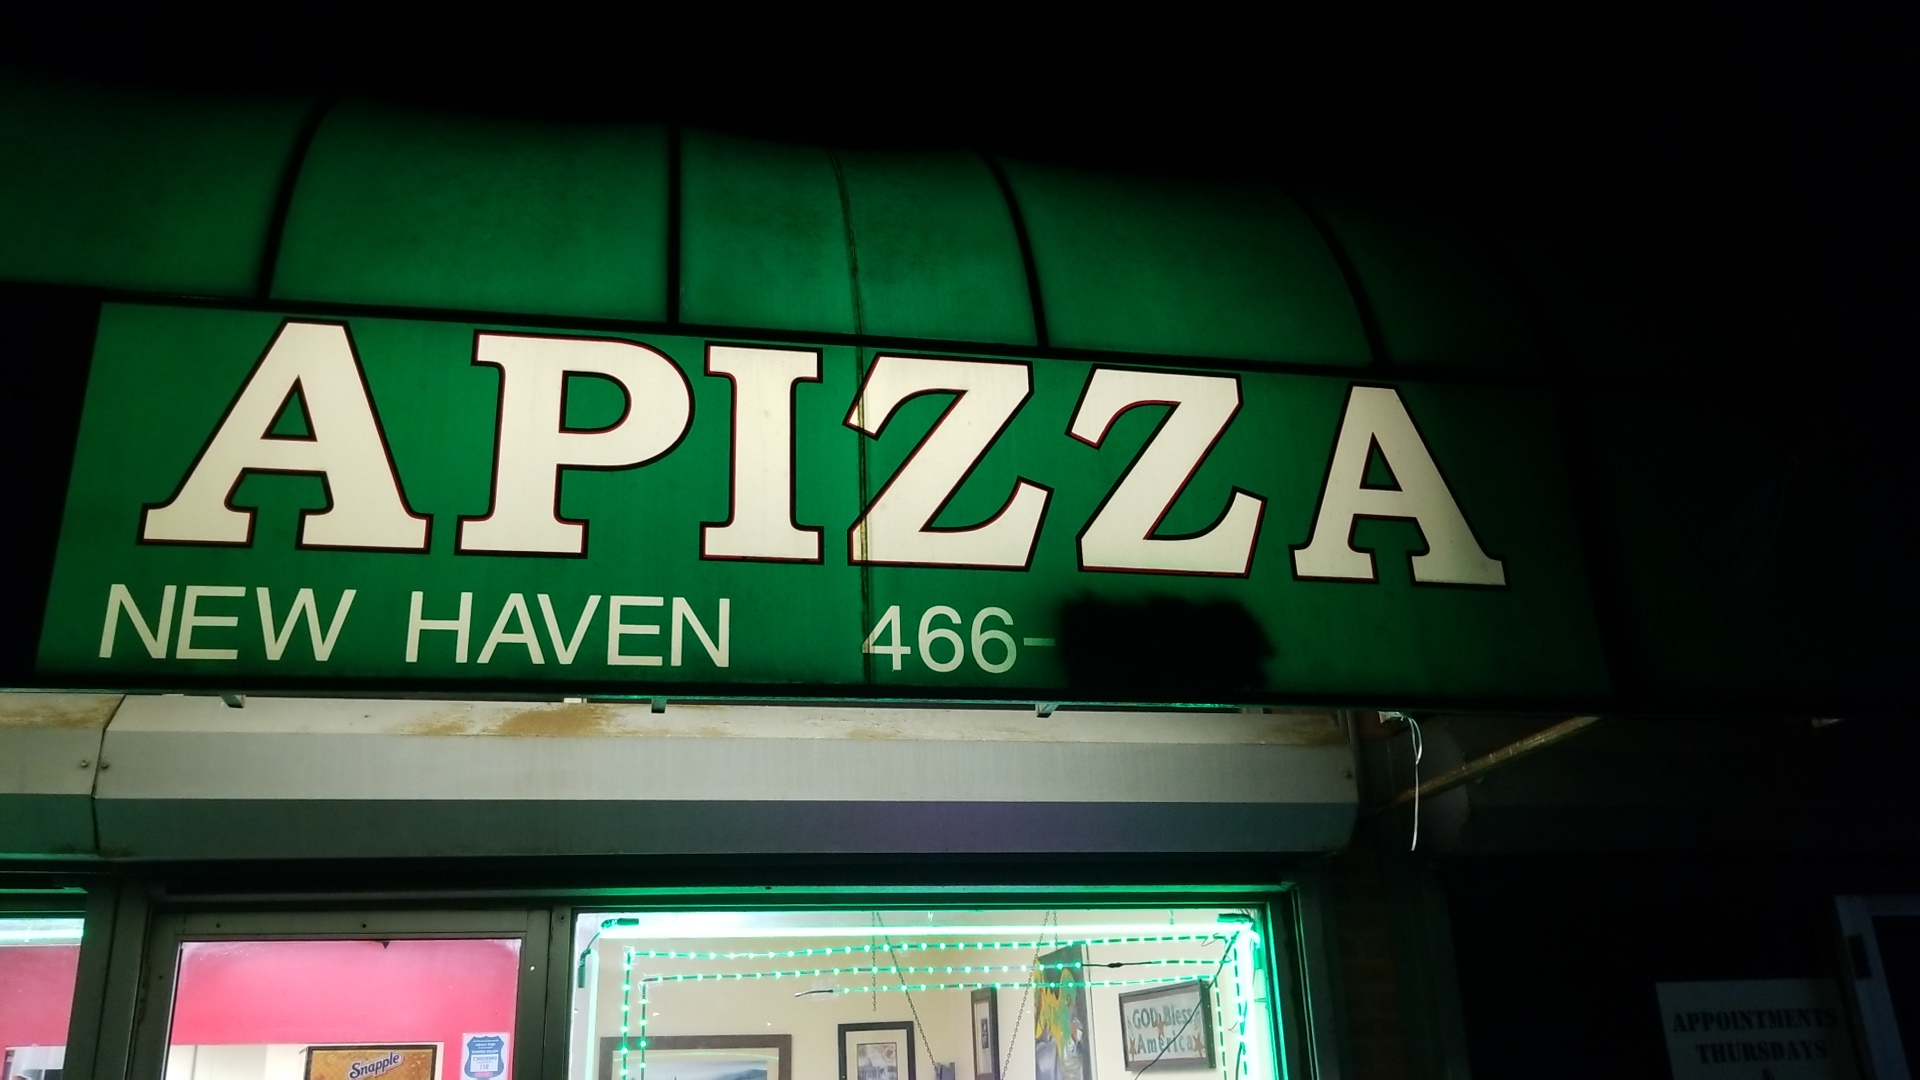 APIZZA
NEW HAVEN 466-
Snapple
GOD Bless
America
APPOINTMENTS
THURSDAYS